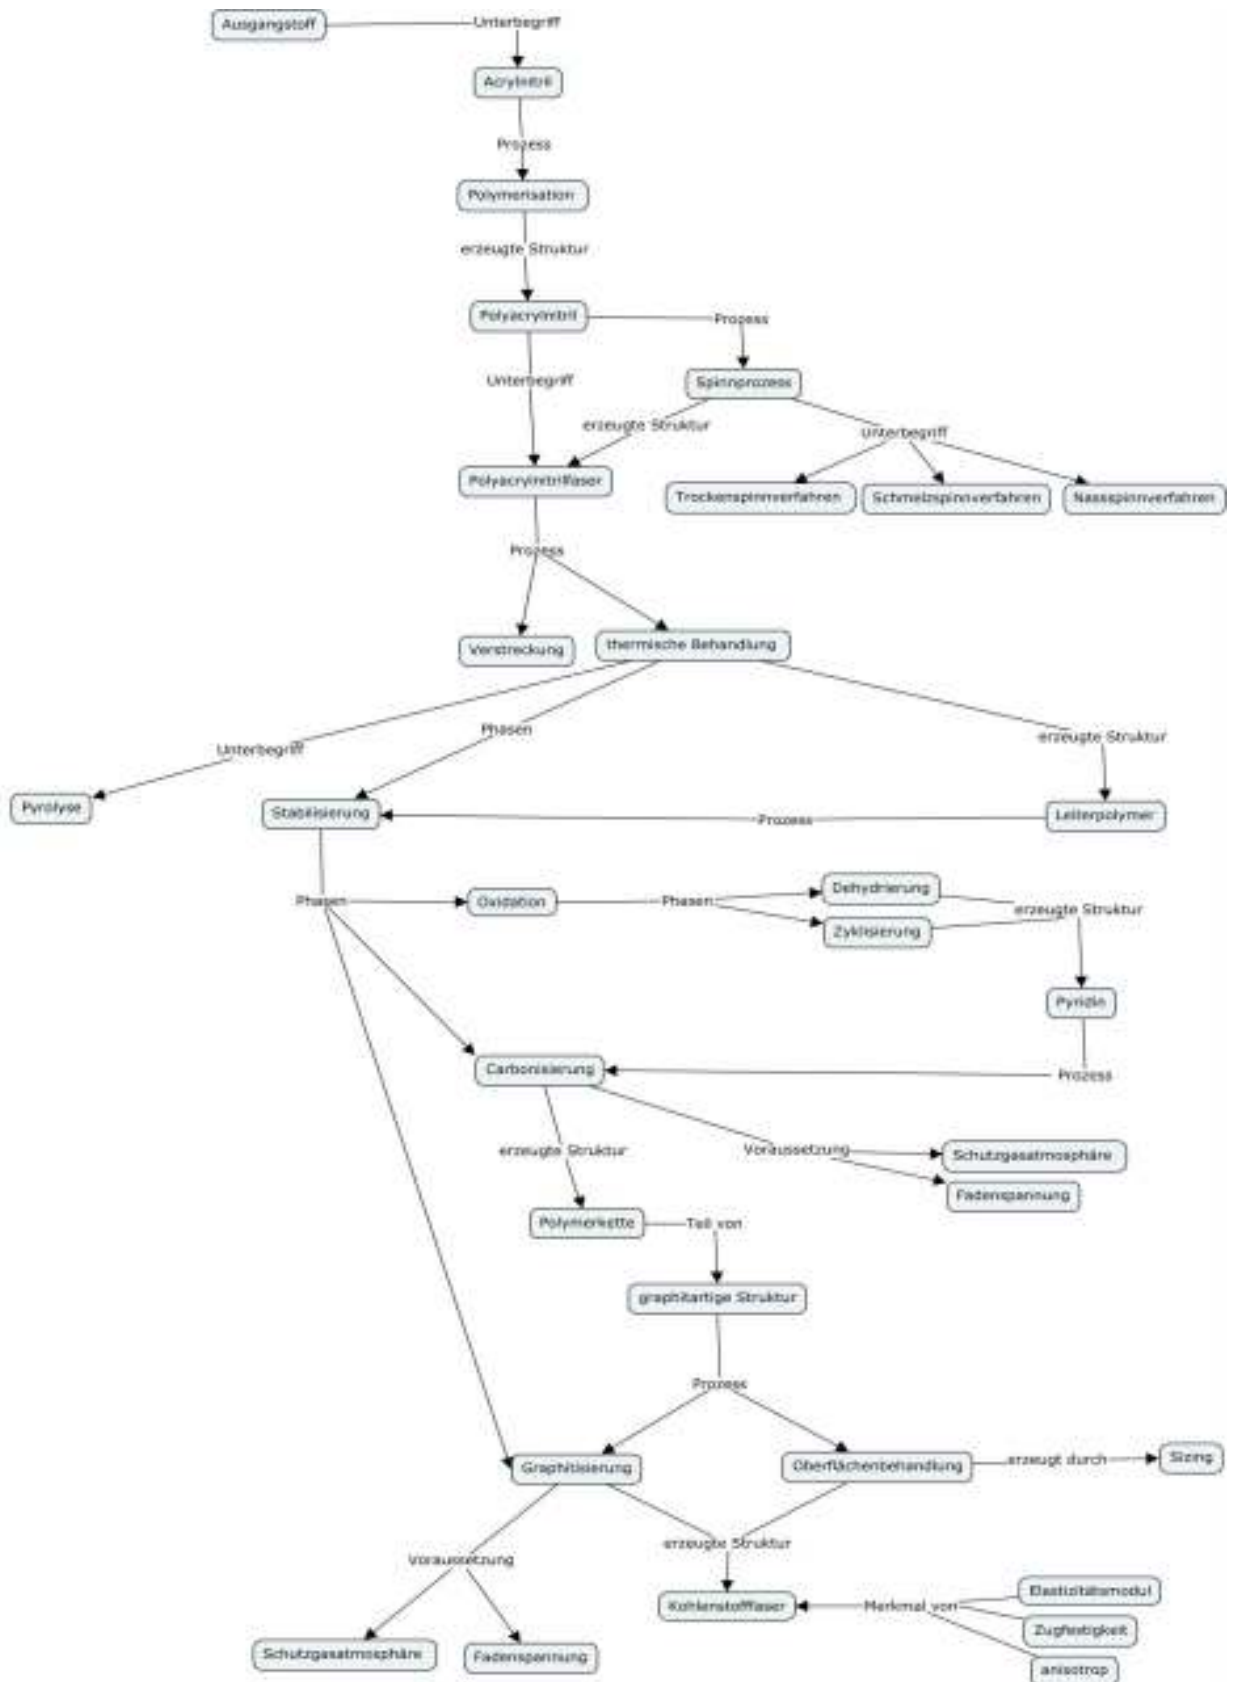 Ausgangstoff
Unterbegriff
Acrylnitril
Prozess
Polymerisation
erzeugte Struktur
Polyacrylnitril
Prozess
Unterbegriff
Spinnprozess
erzeugte Struktur
Unterbegriff
Polyacrylnitrilfaser
Trockenspinnverfahren
Schmelzspinnverfahren
Nassspinnverfahren
Prozess
Verstreckung
thermische Behandlung
Unterbegriff
Phasen
erzeugte Struktur
Pyrolyse
Stabilisierung
Prozess
Leiterpolymer
Phasen
Oxidation
Phasen
Dehydrierung
Zyklisierung
erzeugte Struktur
Pyridin
Carbonisierung
Prozess
erzeugte Struktur
Voraussetzung
Schutzgasatmosphäre
Fadenspannung
Polymerkette
Teil von
graphitartige Struktur
Prozess
Graphitisierung
Oberflächenbehandlung
erzeugt durch
Sizing
Voraussetzung
erzeugte Struktur
Kohlenstofffaser
Merkmal von
Elastizitätsmodul
Zugfestigkeit
anisotrop
Schutzgasatmosphäre
Fadenspannung